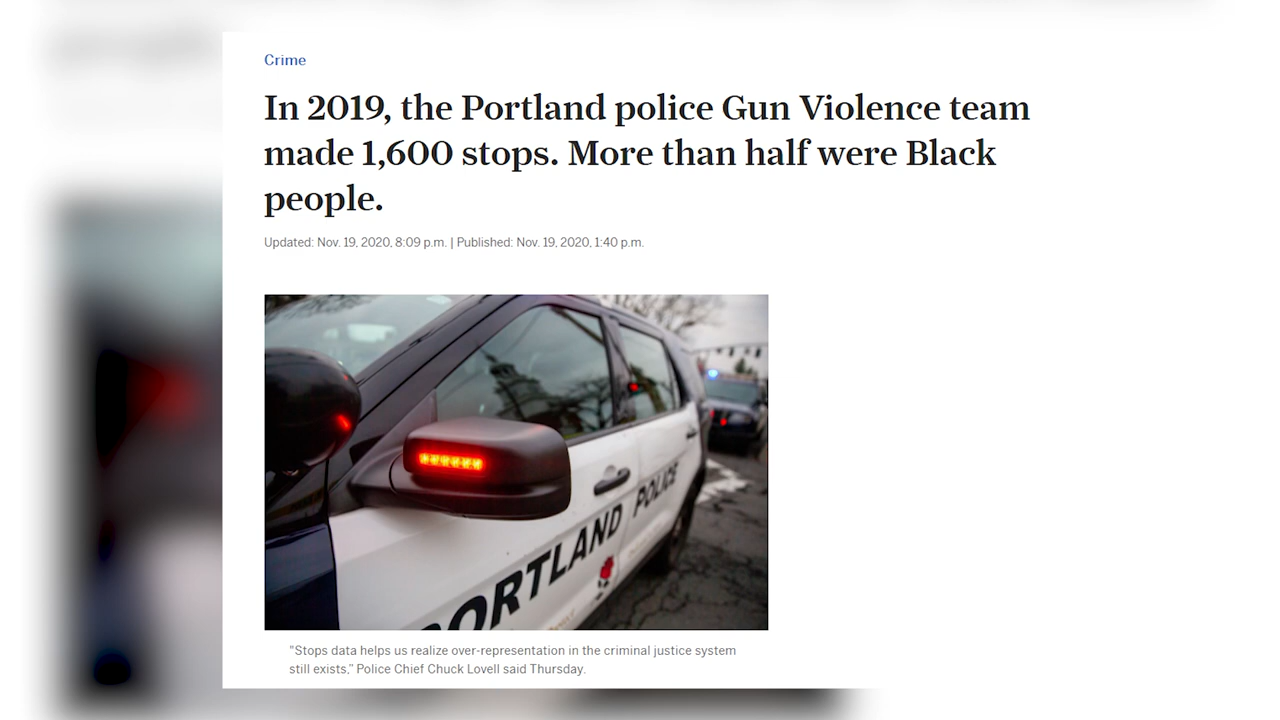 Crime
In 2019, the Portland police Gun Violence team
made 1,600 stops. More than half were Black
people.
Updated: Nov. 19, 2020, 8:09 p.m. | Published: Nov. 19, 2020, 1:40 p.m.
PORTLAND POLICE
"Stops data helps us realize over-representation in the criminal justice system
still exists," Police Chief Chuck Lovell said Thursday.